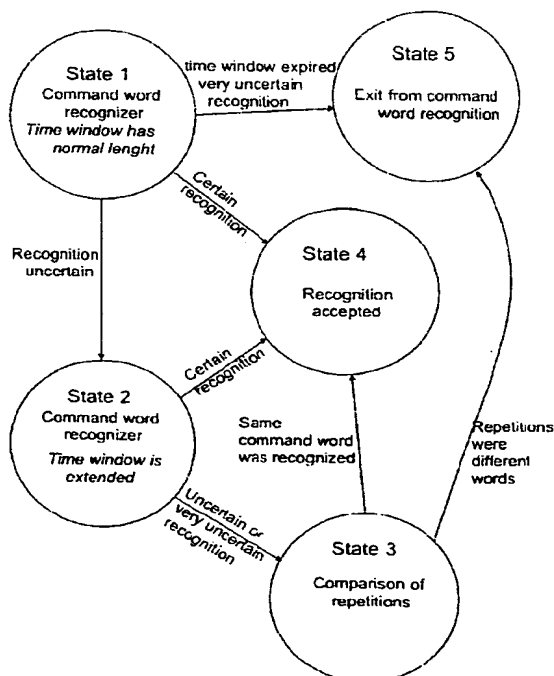 State 1
Command word
recognizer
Time window has
normal lenght
time window expired
very uncertain
recognition
State 5
Exit from command
word recognition
Certain
recognition
Recognition
uncertain
State 4
Recognition
accepted
State 2
Command word
recognizer
Time window is
extended
Certain
recognition
Same
command word
was recognized
Repetitions
were
different
words
Uncertain or
very uncertain
recognition
State 3
Comparison of
repetitions